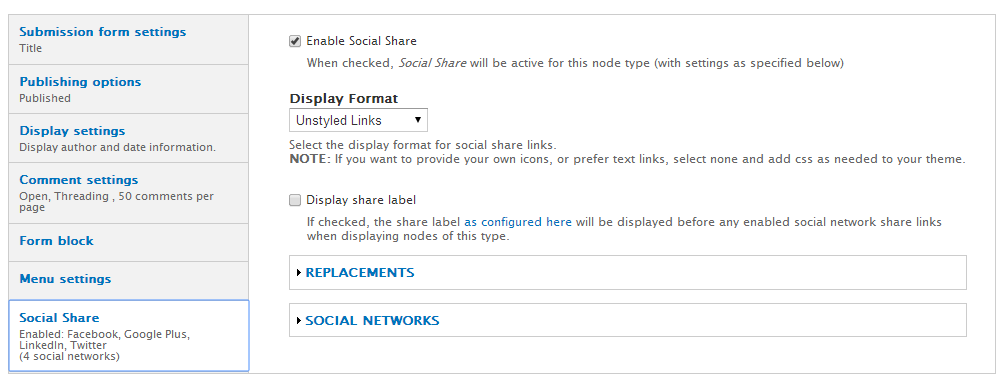 Submission form settings
Title
Publishing options
Published
Display settings
Display author and date information.
Comment settings
Open, Threading , 50 comments per
page
Form block
Menu settings
Social Share
Enabled: Facebook, Google Plus,
LinkedIn, Twitter
(4 social networks)
Enable Social Share
When checked, Social Share will be active for this node type (with settings as specified below)
Display Format
Unstyled Links
Select the display format for social share links.
NOTE: If you want to provide your own icons, or prefer text links, select none and add css as needed to your theme.
Display share label
If checked, the share label as configured here will be displayed before any enabled social network share links
when displaying nodes of this type.
REPLACEMENTS
SOCIAL NETWORKS